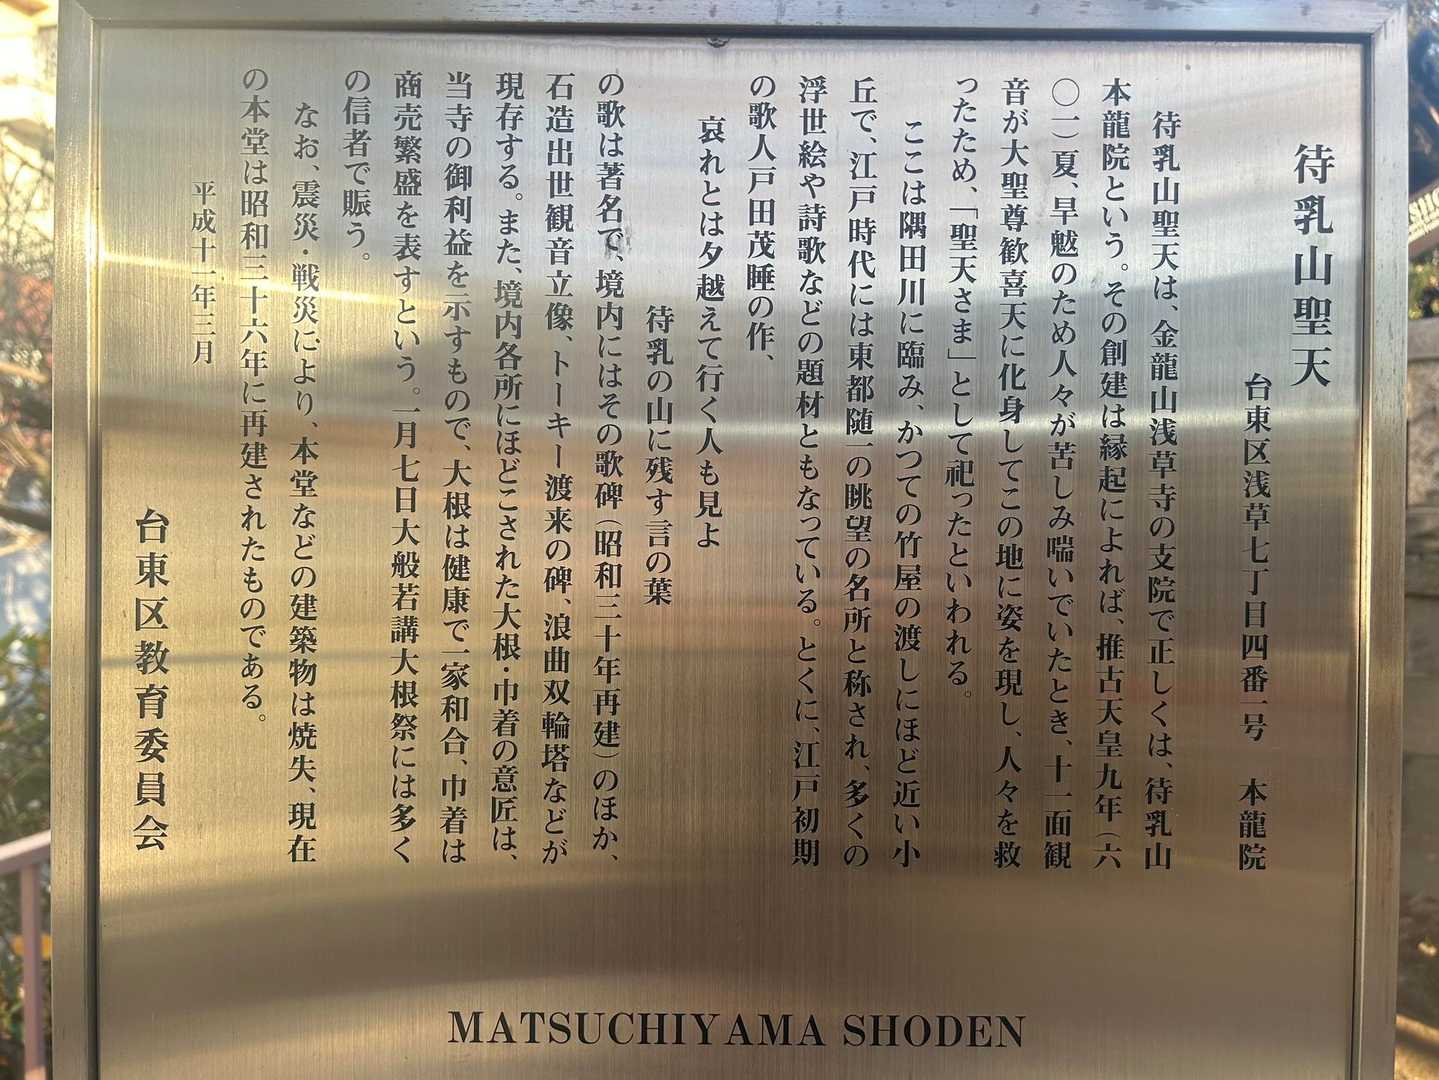 待乳山聖天
台東区浅草七丁目四番一号　本龍院
待乳山聖天は、金龍山浅草寺の支院で正しくは、待乳山
本龍院という。その創建は縁起によれば、推古天皇九年（六
〇一）夏、旱魃のため人々が苦しみ喘いでいたとき、十一面観
音が大聖尊歓喜天に化身してこの地に姿を現し、人々を救
ったため、「聖天さま」として祀ったといわれる。
ここは隅田川に臨み、かつての竹屋の渡しにほど近い小
丘で、江戸時代には東都随一の眺望の名所と称され、多くの
浮世絵や詩歌などの題材ともなっている。とくに、江戸初期
の歌人戸田茂睡の作、
哀れとは夕越えて行く人も見よ
待乳の山に残す言の葉
の歌は著名で、境内にはその歌碑（昭和三十年再建）のほか、
石造出世観音立像、トーキー渡来の碑、浪曲双輪塔などが
現存する。また、境内各所にほどこされた大根・巾着の意匠は、
当寺の御利益を示すもので、大根は健康で一家和合、巾着は
商売繁盛を表すという。一月七日大般若講大根祭には多く
の信者で賑う。
なお、震災・戦災により、本堂などの建築物は焼失、現在
の本堂は昭和三十六年に再建されたものである。
平成十一年三月
台東区教育委員会
MATSUCHIYAMA SHODEN